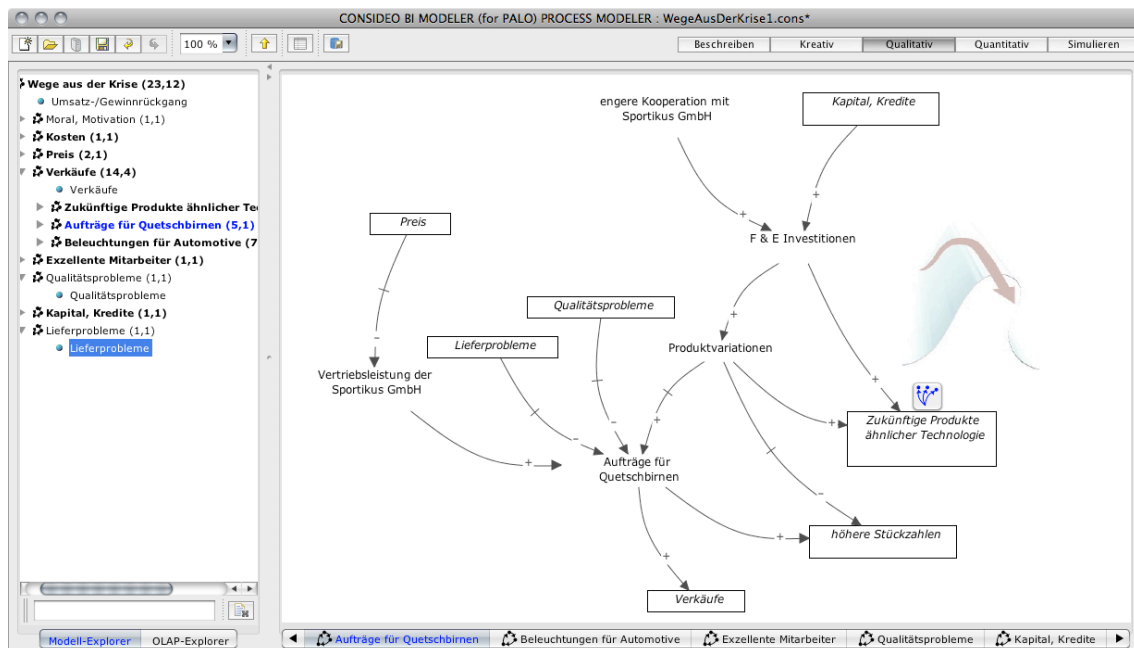 CONSIDEO BI MODELER (for PALO) PROCESS MODELER : WegeAusDerKrise1.cons*
100 %
Beschreiben
Kreativ
Qualitativ
Quantitativ
Simulieren
Wege aus der Krise (23,12)
Umsatz-/Gewinnrückgang
Moral, Motivation (1,1)
Kosten (1,1)
Preis (2,1)
Verkäufe (14,4)
Verkäufe
Zukünftige Produkte ähnlicher Te
Aufträge für Quetschbirnen (5,1)
Beleuchtungen für Automotive (7
Exzellente Mitarbeiter (1,1)
Qualitätsprobleme (1,1)
Qualitätsprobleme
Kapital, Kredite (1,1)
Lieferprobleme (1,1)
Lieferprobleme
engere Kooperation mit
Sportikus GmbH
Kapital, Kredite
+
+
F & E Investitionen
Preis
Qualitätsprobleme
+
Lieferprobleme
-
Produktvariationen
Vertriebsleistung der
Sportikus GmbH
+
Zukünftige Produkte
ähnlicher Technologie
+
-
+
-
+
Aufträge für
Quetschbirnen
-
+
höhere Stückzahlen
+
Verkäufe
Modell-Explorer
OLAP-Explorer
Aufträge für Quetschbirnen
Beleuchtungen für Automotive
Exzellente Mitarbeiter
Qualitätsprobleme
Kapital, Kredite